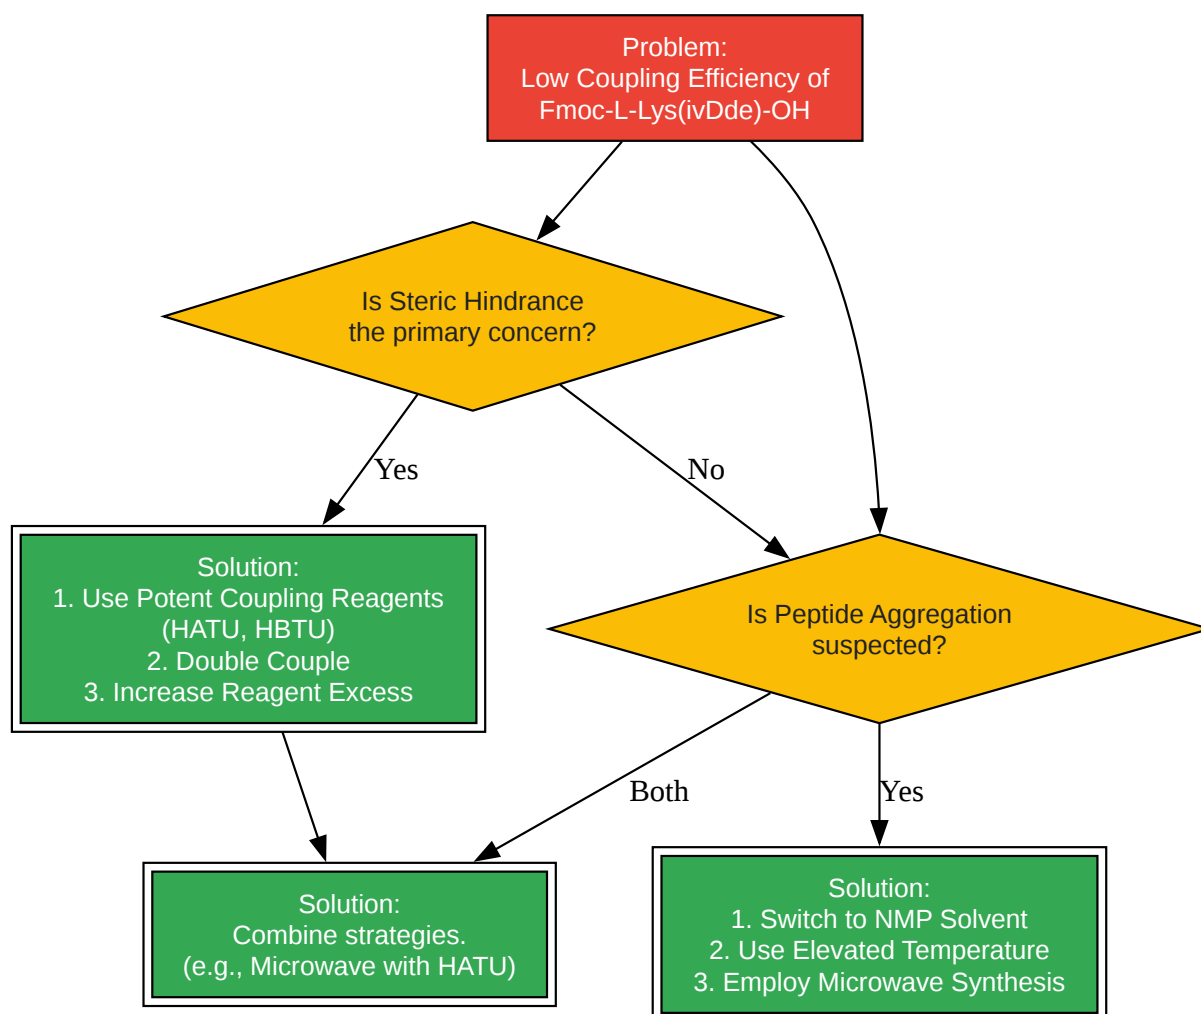 Problem:
Low Coupling Efficiency of
Fmoc-L-Lys(ivDde)-OH
Is Steric Hindrance
the primary concern?
Yes
No
Solution:
1. Use Potent Coupling Reagents
(HATU, HBTU)
2. Double Couple
3. Increase Reagent Excess
Is Peptide Aggregation
suspected?
Both
Yes
Solution:
Combine strategies.
(e.g., Microwave with HATU)
Solution:
1. Switch to NMP Solvent
2. Use Elevated Temperature
3. Employ Microwave Synthesis